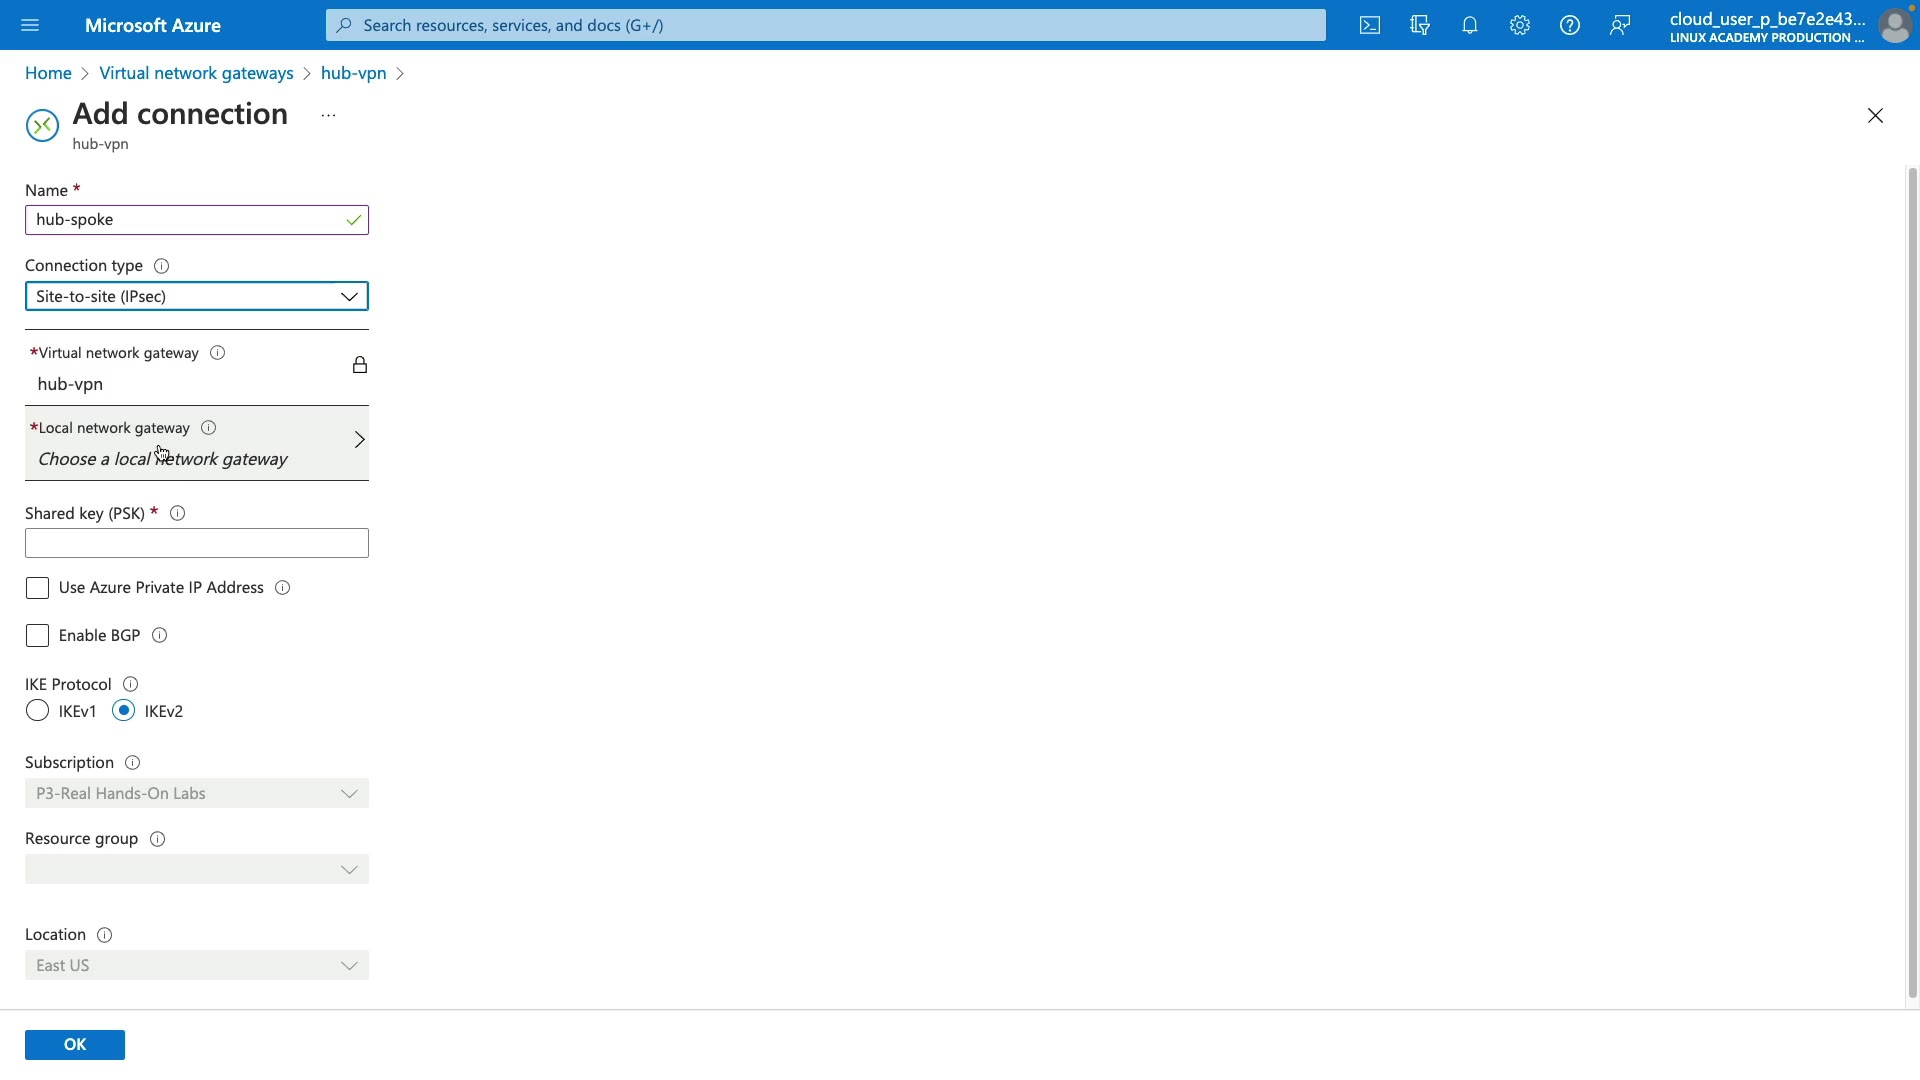 Microsoft Azure
Search resources, services, and docs (G+/)
cloud_user_p_be7e2e43...
LINUX ACADEMY PRODUCTION ...
Home > Virtual network gateways > hub-vpn >
Add connection ...
hub-vpn
Name *
hub-spoke
Connection type
Site-to-site (IPsec)
*Virtual network gateway
hub-vpn
*Local network gateway
Choose a local network gateway
Shared key (PSK) *
Use Azure Private IP Address
Enable BGP
IKE Protocol
IKEv1 IKEv2
Subscription
P3-Real Hands-On Labs
Resource group
Location
East US
OK